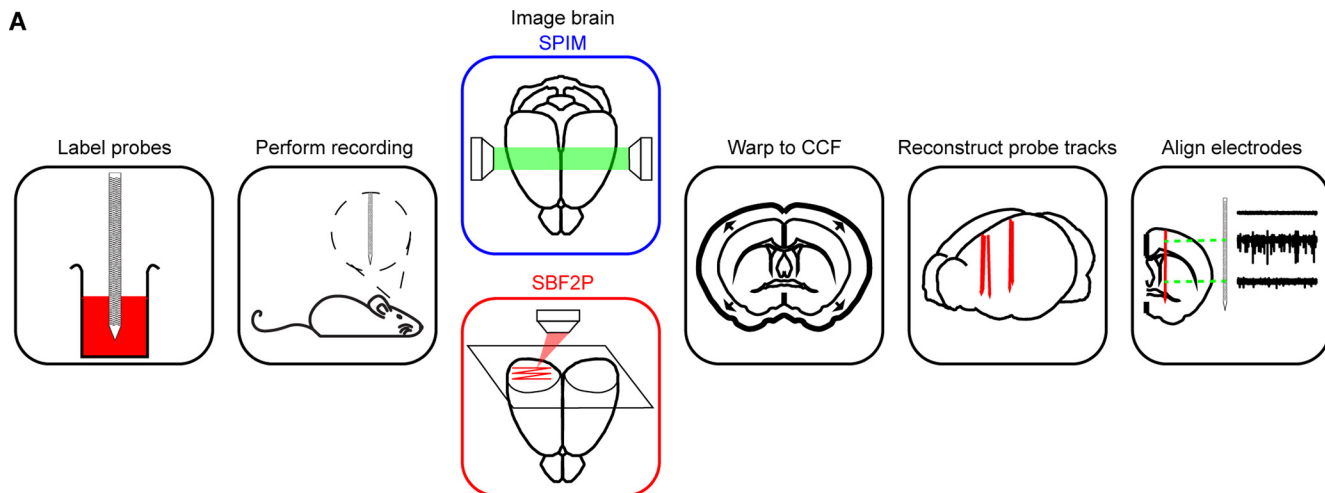 A
Label probes
Perform recording
Image brain
SPIM
SBF2P
Warp to CCF
Reconstruct probe tracks
Align electrodes